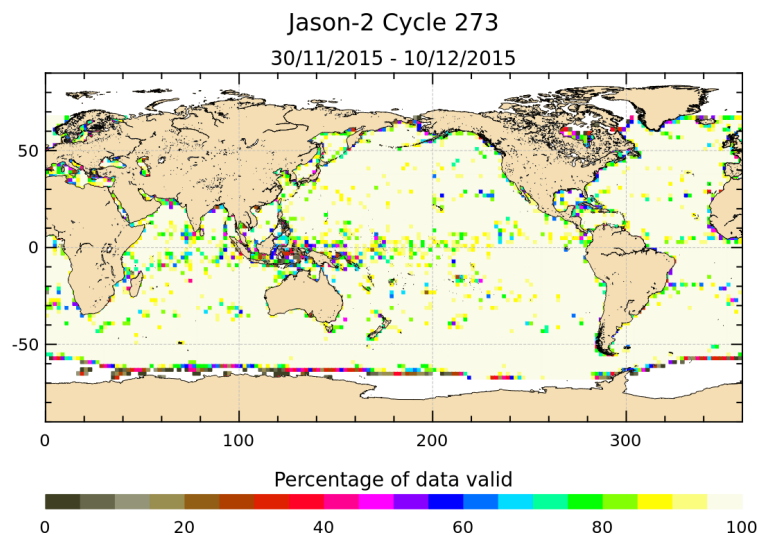 Jason-2 Cycle 273
30/11/2015 - 10/12/2015
50
0
-50
0 100 200 300
Percentage of data valid
0 20 40 60 80 100